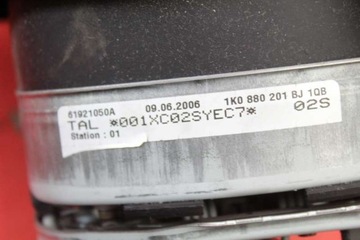 61921050A 09.06.2006 1K0 880 201 BJ 1QB
TAL *001XC02SYEC7* 02S
Station : 01